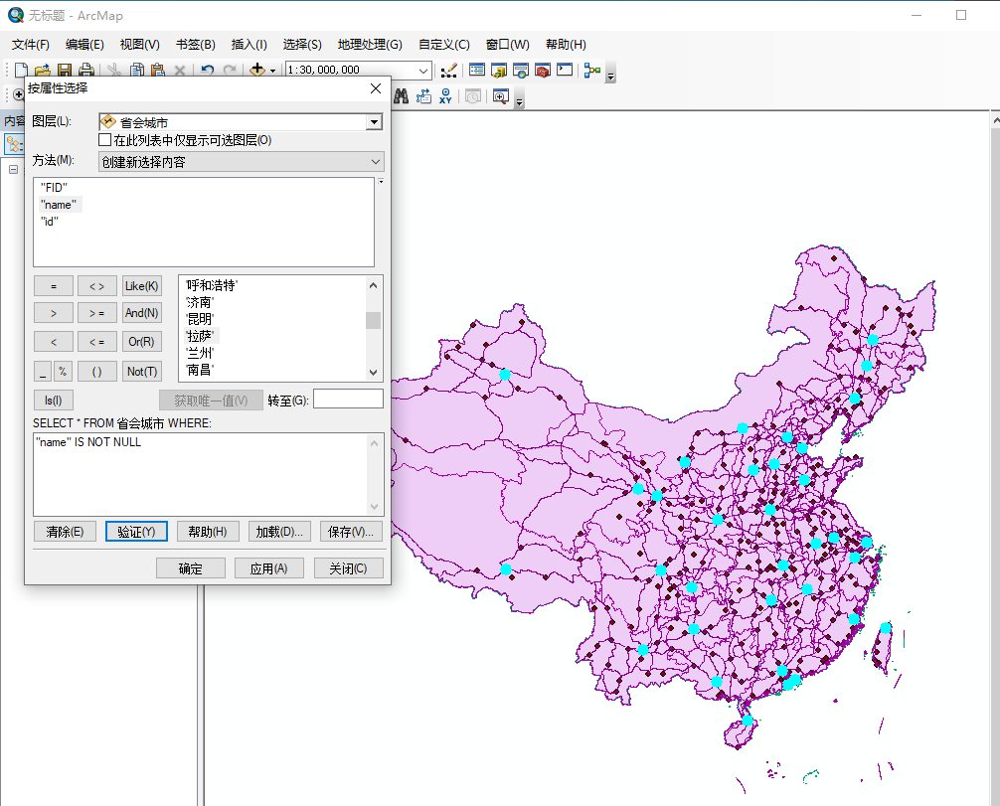 无标题 - ArcMap
文件(F) 编辑(E) 视图(V) 书签(B) 插入(I) 选择(S) 地理处理(G) 自定义(C) 窗口(W) 帮助(H)
1:30,000,000
按属性选择
XY
内容
图层(L): 省会城市
在此列表中仅显示可选图层(O)
方法(M): 创建新选择内容
"FID"
"name"
"id"
= < > Like(K)
> > = And(N)
< < = Or(R)
_ % ( ) Not(T)
Is(I)
'呼和浩特'
'济南'
'昆明'
'拉萨'
'兰州'
'南昌'
获取唯一值(V) 转至(G):
SELECT * FROM 省会城市 WHERE:
"name" IS NOT NULL
清除(E) 验证(Y) 帮助(H) 加载(D)... 保存(V)...
确定 应用(A) 关闭(C)